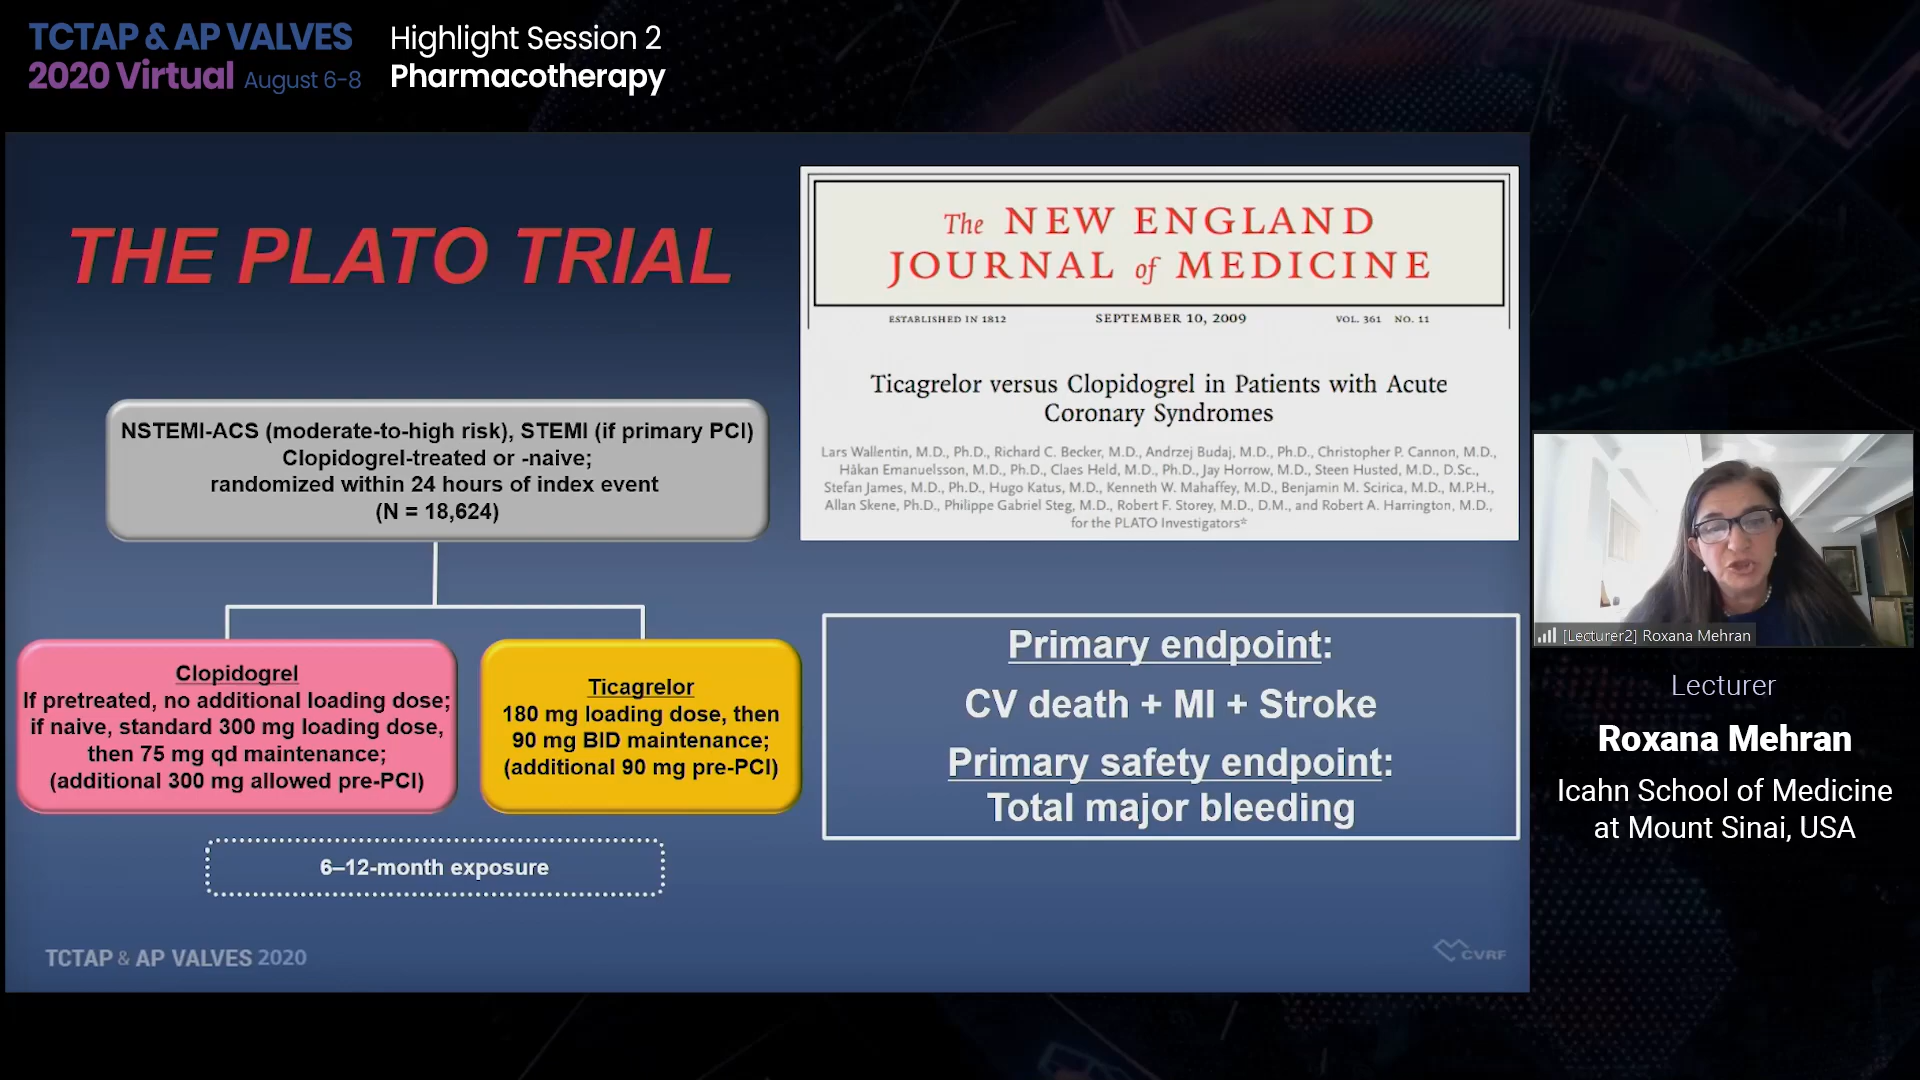 TCTAP & AP VALVES
2020 Virtual August 6-8
Highlight Session 2
Pharmacotherapy
THE PLATO TRIAL
NSTEMI-ACS (moderate-to-high risk), STEMI (if primary PCI)
Clopidogrel-treated or -naive;
randomized within 24 hours of index event
(N = 18,624)
Clopidogrel
If pretreated, no additional loading dose;
if naive, standard 300 mg loading dose,
then 75 mg qd maintenance;
(additional 300 mg allowed pre-PCI)
Ticagrelor
180 mg loading dose, then
90 mg BID maintenance;
(additional 90 mg pre-PCI)
6–12-month exposure
The NEW ENGLAND
JOURNAL of MEDICINE
ESTABLISHED IN 1812 SEPTEMBER 10, 2009 VOL. 361 NO. 11
Ticagrelor versus Clopidogrel in Patients with Acute
Coronary Syndromes
Lars Wallentin, M.D., Ph.D., Richard C. Becker, M.D., Andrzej Budaj, M.D., Ph.D., Christopher P. Cannon, M.D.,
Håkan Emanuelsson, M.D., Ph.D., Claes Held, M.D., Ph.D., Jay Horrow, M.D., Steen Husted, M.D., D.Sc.,
Stefan James, M.D., Ph.D., Hugo Katus, M.D., Kenneth W. Mahaffey, M.D., Benjamin M. Scirica, M.D., M.P.H.,
Allan Skene, Ph.D., Philippe Gabriel Steg, M.D., Robert F. Storey, M.D., D.M., and Robert A. Harrington, M.D.,
for the PLATO Investigators*
Primary endpoint:
CV death + MI + Stroke
Primary safety endpoint:
Total major bleeding
TCTAP & AP VALVES 2020
CVRF
[Lecturer2] Roxana Mehran
Lecturer
Roxana Mehran
Icahn School of Medicine
at Mount Sinai, USA